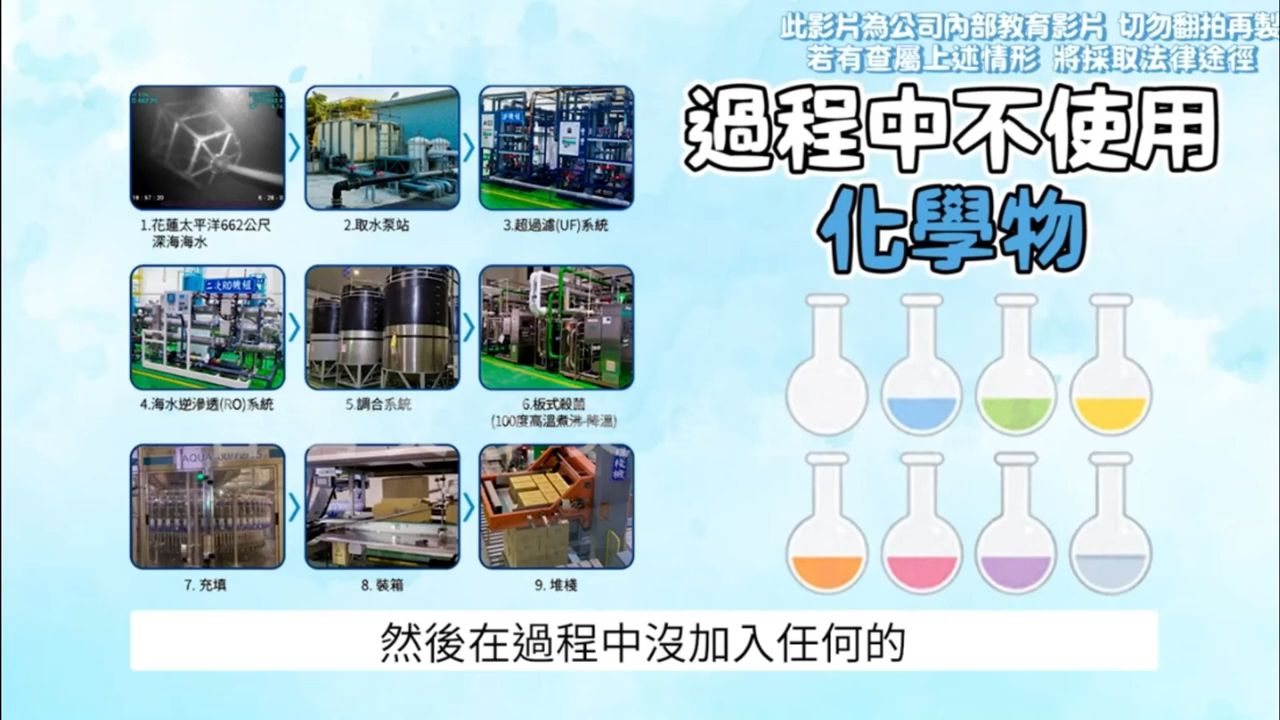 此影片為公司內部教育影片 切勿翻拍再製
若有查屬上述情形 將採取法律途徑
過程中不使用
化學物
1.花蓮太平洋662公尺
深海海水
2.取水泵站
3.超過濾(UF)系統
二次RO機組
4.海水逆滲透(RO)系統
5.調合系統
6.板式殺菌
(100度高溫煮沸-降溫)
7. 充填
8. 裝箱
9. 堆棧
然後在過程中沒加入任何的